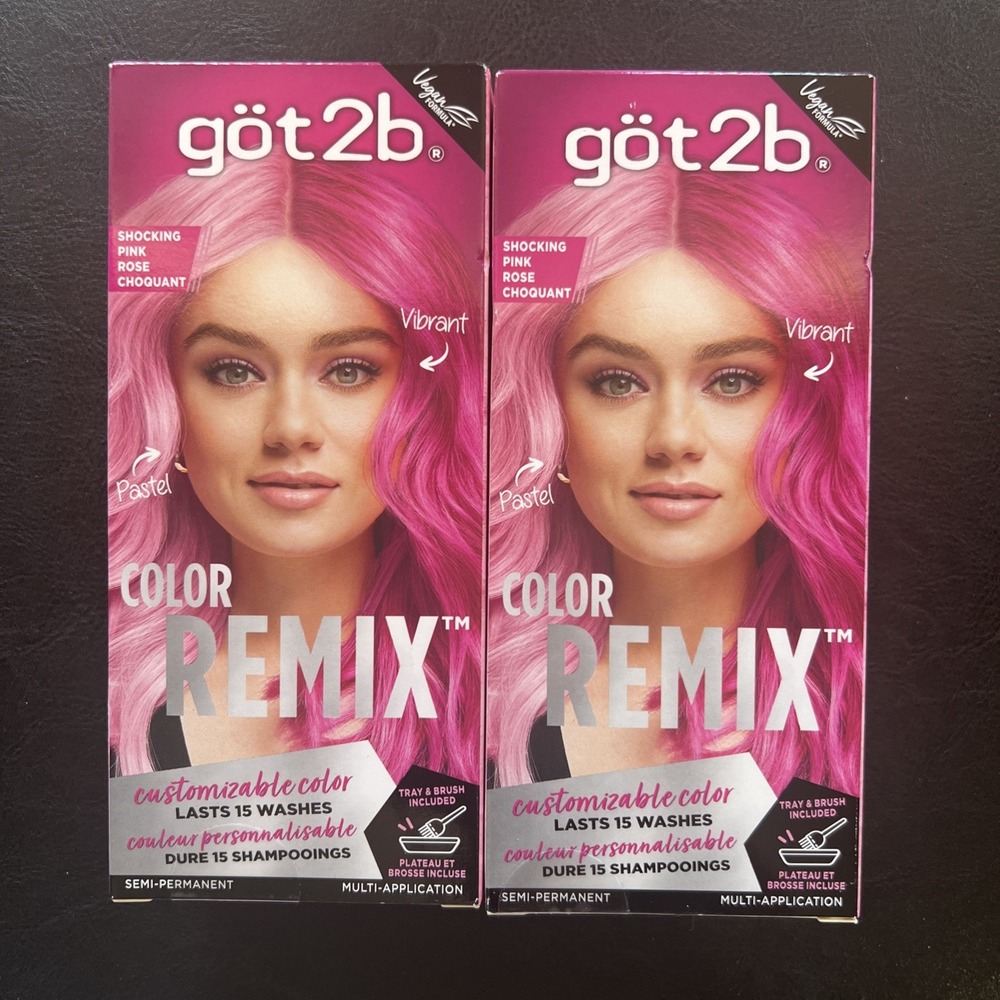 Vegan
FORMULA*
göt2b®
SHOCKING
PINK
ROSE
CHOQUANT
Vibrant
Pastel
COLOR
REMIX™
customizable color
LASTS 15 WASHES
couleur personnalisable
DURE 15 SHAMPOOINGS
TRAY & BRUSH
INCLUDED
PLATEAU ET
BROSSE INCLUSE
SEMI-PERMANENT
MULTI-APPLICATION
Vegan
FORMULA*
göt2b®
SHOCKING
PINK
ROSE
CHOQUANT
Vibrant
Pastel
COLOR
REMIX™
customizable color
LASTS 15 WASHES
couleur personnalisable
DURE 15 SHAMPOOINGS
TRAY & BRUSH
INCLUDED
PLATEAU ET
BROSSE INCLUSE
SEMI-PERMANENT
MULTI-APPLICATION